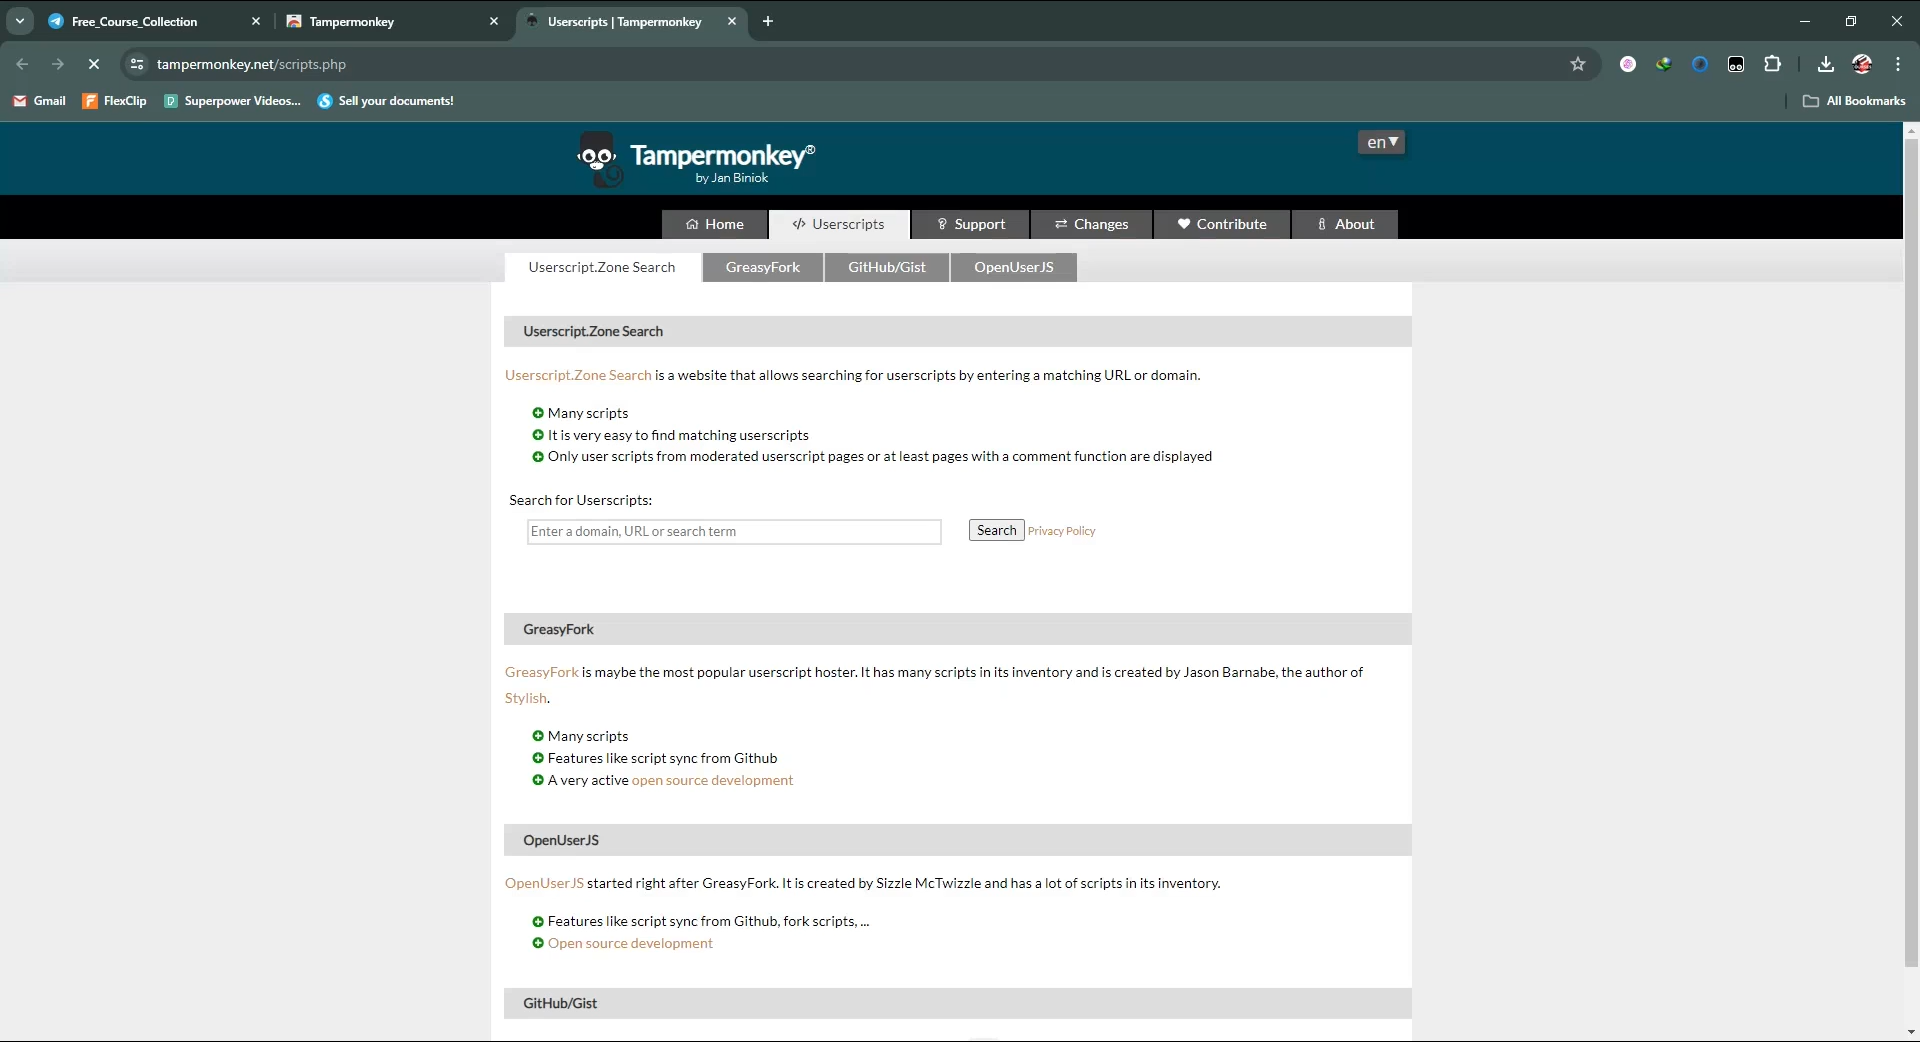 Free_Course_Collection
Tampermonkey
Userscripts | Tampermonkey
tampermonkey.net/scripts.php
Gmail
FlexClip
Superpower Videos...
Sell your documents!
All Bookmarks
Tampermonkey®
by Jan Biniok
en▼
Home
Userscripts
Support
Changes
Contribute
About
Userscript.Zone Search
GreasyFork
GitHub/Gist
OpenUserJS
Userscript.Zone Search
Userscript.Zone Search is a website that allows searching for userscripts by entering a matching URL or domain.
Many scripts
It is very easy to find matching userscripts
Only user scripts from moderated userscript pages or at least pages with a comment function are displayed
Search for Userscripts:
Enter a domain, URL or search term
Search
Privacy Policy
GreasyFork
GreasyFork is maybe the most popular userscript hoster. It has many scripts in its inventory and is created by Jason Barnabe, the author of
Stylish.
Many scripts
Features like script sync from Github
A very active open source development
OpenUserJS
OpenUserJS started right after GreasyFork. It is created by Sizzle McTwizzle and has a lot of scripts in its inventory.
Features like script sync from Github, fork scripts, ...
Open source development
GitHub/Gist